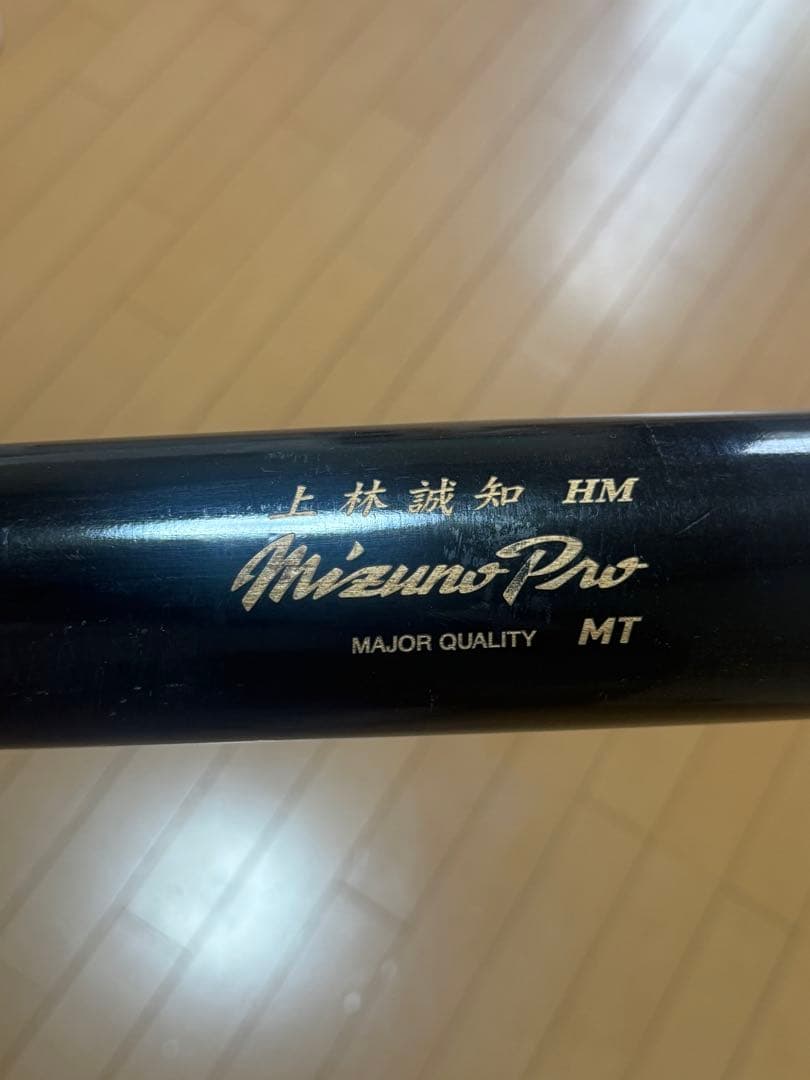 上林誠知 HM
Mizuno Pro
MAJOR QUALITY MT